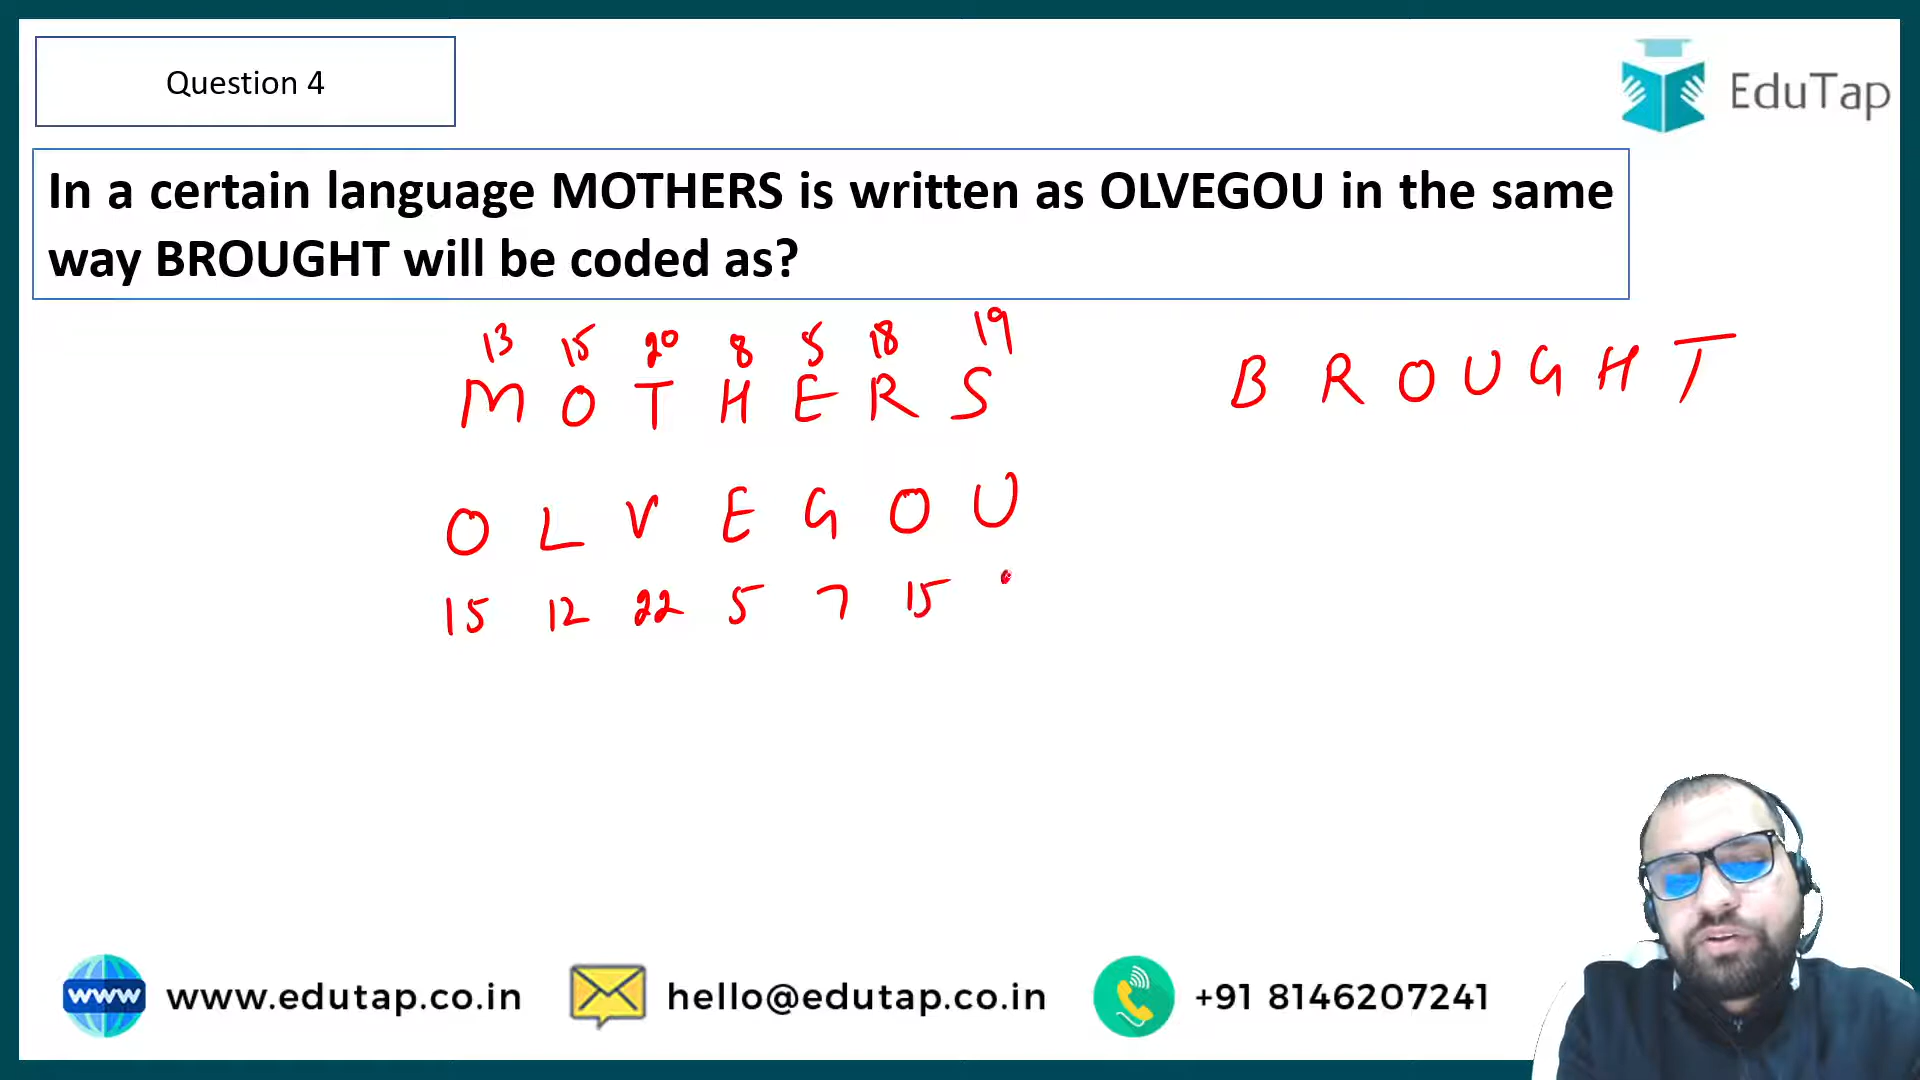 Question 4
EduTap
In a certain language MOTHERS is written as OLVEGOU in the same
way BROUGHT will be coded as?
13 15 20 8 5 18 19
M O T H E R S
B R O U G H T
O L V E G O U
15 12 22 5 7 15
www
www.edutap.co.in
hello@edutap.co.in
+91 8146207241